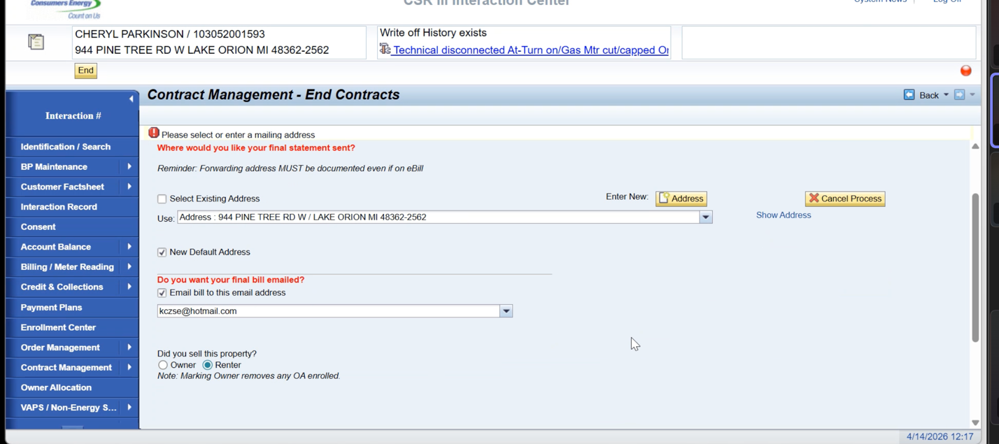 Consumers Energy
Count on Us
CSR III Interaction Center
System News | Log Off
CHERYL PARKINSON / 103052001593
944 PINE TREE RD W LAKE ORION MI 48362-2562
Write off History exists
Technical disconnected At-Turn on/Gas Mtr cut/capped Or
End
Contract Management - End Contracts
Back
Interaction #
Identification / Search
BP Maintenance
Customer Factsheet
Interaction Record
Consent
Account Balance
Billing / Meter Reading
Credit & Collections
Payment Plans
Enrollment Center
Order Management
Contract Management
Owner Allocation
VAPS / Non-Energy S...
Please select or enter a mailing address
Where would you like your final statement sent?
Reminder: Forwarding address MUST be documented even if on eBill
Select Existing Address
Enter New: Address
Cancel Process
Use: Address : 944 PINE TREE RD W / LAKE ORION MI 48362-2562
Show Address
New Default Address
Do you want your final bill emailed?
Email bill to this email address
kczse@hotmail.com
Did you sell this property?
Owner Renter
Note: Marking Owner removes any OA enrolled.
4/14/2026 12:17